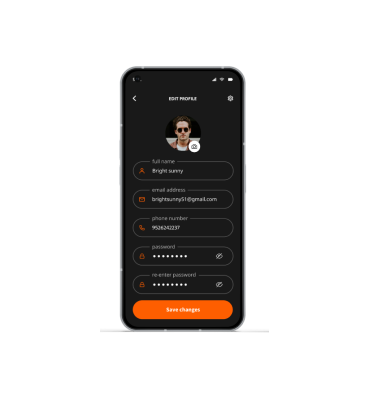 EDIT PROFILE
full name
Bright sunny
email address
brightsunny51@gmail.com
phone number
9526242237
password
re-enter password
Save changes